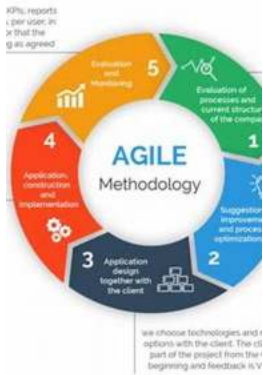 KPIs, reports
per user, in
or that the
ng as agreed
5
Evaluation
and
Monitoring
Evaluation of
processes and
current structure
of the compa
1
4
Application,
construction
and
implementation
AGILE
Methodology
Suggestion
improveme
and proces
optimization
2
3
Application
design
together with
the client
we choose technologies and
options with the client. The cli
part of the project from the
beginning and feedback is V